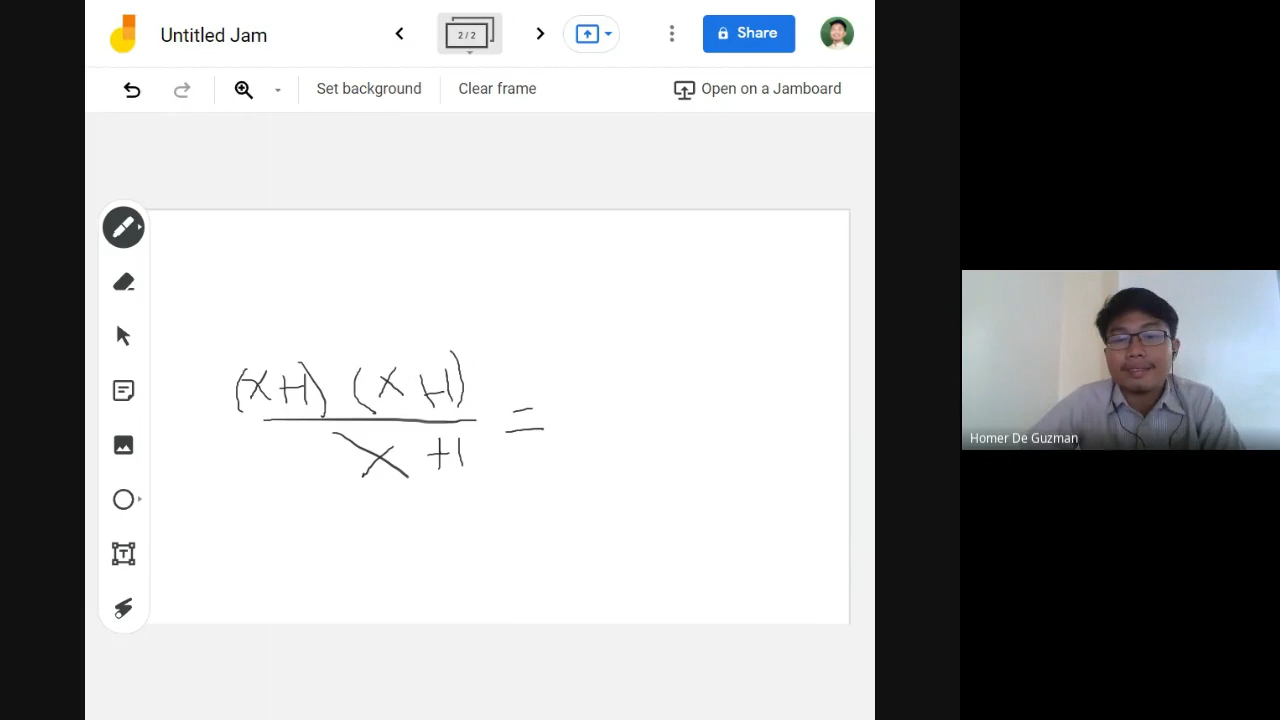 Untitled Jam
2 / 2
Share
Set background
Clear frame
Open on a Jamboard
(x+1) (x+1)
x +1
=
T
Homer De Guzman